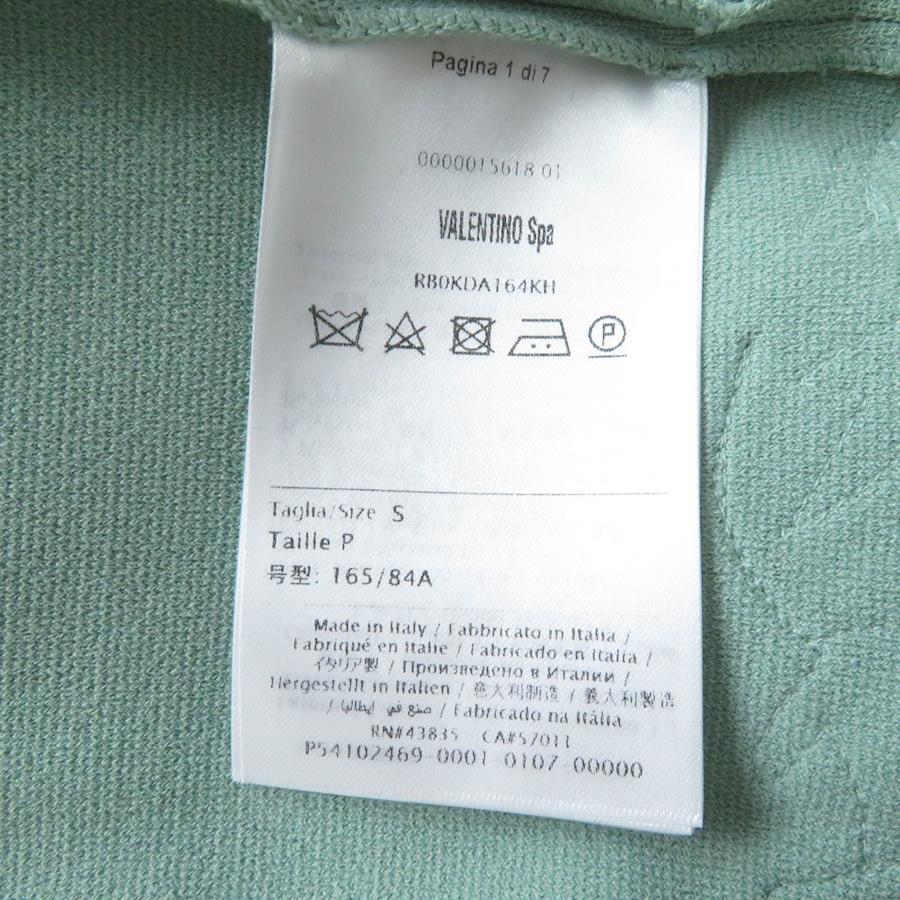 Pagina 1 di 7
0000015618 01
VALENTINO Spa
RB0KDA164KH
P
Taglia/Size S
Taille P
号型: 165/84A
Made in Italy / Fabbricato in Italia /
Fabriqué en Italie / Fabricado en Italia /
イタリア製 / Произведено в Италии /
Hergestellt in Italien / 意大利制造 / 義大利製造
/ صنع في إيطاليا / Fabricado na Itália
RN#43835 CA#57011
P54102469-0001-0107-00000